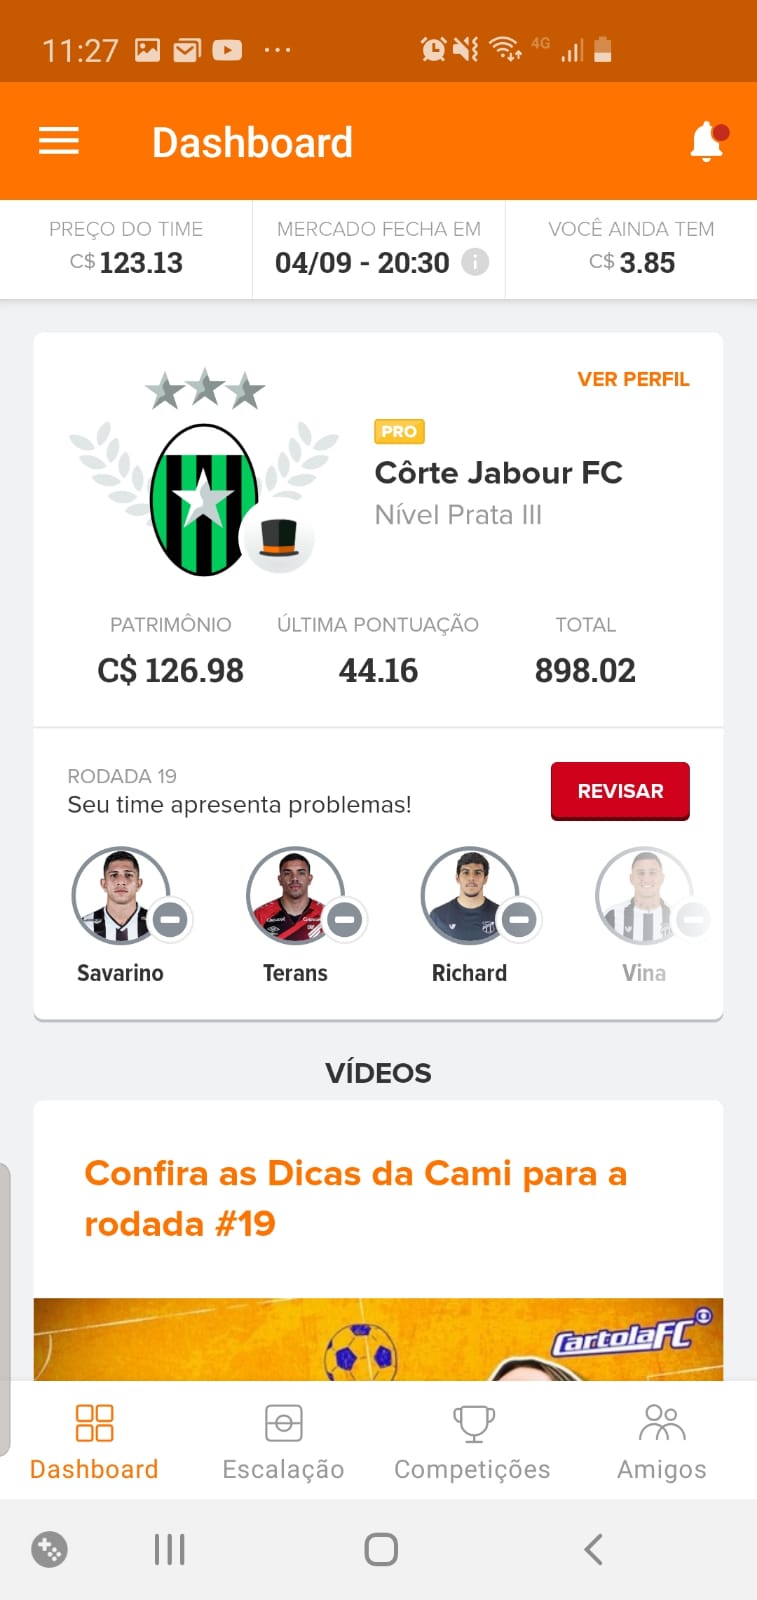 11:27
4G
Dashboard
PREÇO DO TIME
C$ 123.13
MERCADO FECHA EM
04/09 - 20:30
VOCÊ AINDA TEM
C$ 3.85
VER PERFIL
PRO
Côrte Jabour FC
Nível Prata III
PATRIMÔNIO
C$ 126.98
ÚLTIMA PONTUAÇÃO
44.16
TOTAL
898.02
RODADA 19
Seu time apresenta problemas!
REVISAR
Savarino
Terans
Richard
Vina
VÍDEOS
Confira as Dicas da Cami para a
rodada #19
CartolaFC
Dashboard
Escalação
Competições
Amigos